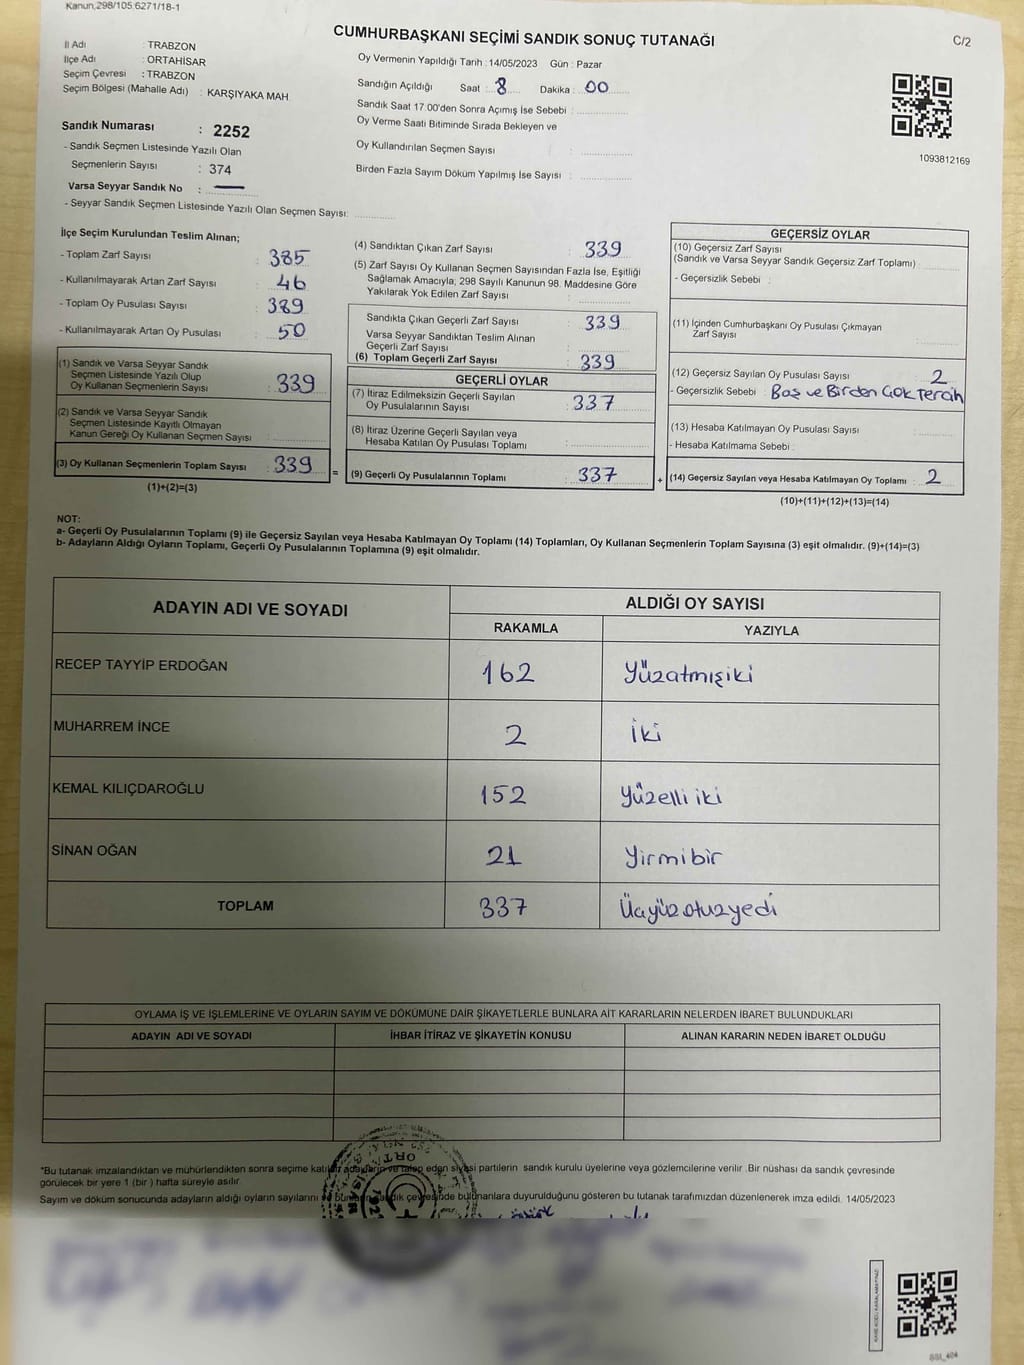 Kanun,298/105,6271/18-1
CUMHURBAŞKANI SEÇİMİ SANDIK SONUÇ TUTANAĞI
C/2
İl Adı : TRABZON
İlçe Adı : ORTAHİSAR
Seçim Çevresi : TRABZON
Seçim Bölgesi (Mahalle Adı) : KARŞIYAKA MAH.
Sandık Numarası : 2252
- Sandık Seçmen Listesinde Yazılı Olan
Seçmenlerin Sayısı : 374
Varsa Seyyar Sandık No : —
- Seyyar Sandık Seçmen Listesinde Yazılı Olan Seçmen Sayısı:
Oy Vermenin Yapıldığı Tarih : 14/05/2023 Gün : Pazar
Sandığın Açıldığı Saat : 8 Dakika : 00
Sandık Saat 17:00'den Sonra Açımış İse Sebebi :
Oy Verme Saati Bitiminde Sırada Bekleyen ve
Oy Kullandırılan Seçmen Sayısı :
Birden Fazla Sayım Döküm Yapılmış İse Sayısı :
1093812169
İlçe Seçim Kurulundan Teslim Alınan;
- Toplam Zarf Sayısı : 385
- Kullanılmayarak Artan Zarf Sayısı : 46
- Toplam Oy Pusulası Sayısı : 389
- Kullanılmayarak Artan Oy Pusulası : 50
(1) Sandık ve Varsa Seyyar Sandık
Seçmen Listesinde Yazılı Olup
Oy Kullanan Seçmenlerin Sayısı : 339
(2) Sandık ve Varsa Seyyar Sandık
Seçmen Listesinde Kayıtlı Olmayan
Kanun Gereği Oy Kullanan Seçmen Sayısı :
(3) Oy Kullanan Seçmenlerin Toplam Sayısı : 339 =
(1)+(2)=(3)
(4) Sandıktan Çıkan Zarf Sayısı : 339
(5) Zarf Sayısı Oy Kullanan Seçmen Sayısından Fazla İse, Eşitliği
Sağlamak Amacıyla; 298 Sayılı Kanunun 98. Maddesine Göre
Yakılarak Yok Edilen Zarf Sayısı :
Sandıkta Çıkan Geçerli Zarf Sayısı : 339
Varsa Seyyar Sandıktan Teslim Alınan
Geçerli Zarf Sayısı :
(6) Toplam Geçerli Zarf Sayısı : 339
GEÇERLİ OYLAR
(7) İtiraz Edilmeksizin Geçerli Sayılan
Oy Pusulalarının Sayısı : 337
(8) İtiraz Üzerine Geçerli Sayılan veya
Hesaba Katılan Oy Pusulası Toplamı :
(9) Geçerli Oy Pusulalarının Toplamı : 337 +
GEÇERSİZ OYLAR
(10) Geçersiz Zarf Sayısı
(Sandık ve Varsa Seyyar Sandık Geçersiz Zarf Toplamı) :
- Geçersizlik Sebebi :
(11) İçinden Cumhurbaşkanı Oy Pusulası Çıkmayan
Zarf Sayısı :
(12) Geçersiz Sayılan Oy Pusulası Sayısı : 2
- Geçersizlik Sebebi : Boş ve Birden Çok Tercih
(13) Hesaba Katılmayan Oy Pusulası Sayısı :
- Hesaba Katılmama Sebebi :
(14) Geçersiz Sayılan veya Hesaba Katılmayan Oy Toplamı : 2
(10)+(11)+(12)+(13)=(14)
NOT:
a- Geçerli Oy Pusulalarının Toplamı (9) ile Geçersiz Sayılan veya Hesaba Katılmayan Oy Toplamı (14) Toplamları, Oy Kullanan Seçmenlerin Toplam Sayısına (3) eşit olmalıdır. (9)+(14)=(3)
b- Adayların Aldığı Oyların Toplamı, Geçerli Oy Pusulalarının Toplamına (9) eşit olmalıdır.
ADAYIN ADI VE SOYADI ALDIĞI OY SAYISI
RAKAMLA YAZIYLA
RECEP TAYYİP ERDOĞAN 162 Yüzatmışiki
MUHARREM İNCE 2 İki
KEMAL KILIÇDAROĞLU 152 Yüzelli iki
SİNAN OĞAN 21 Yirmibir
TOPLAM 337 Üçyüzotuzyedi
OYLAMA İŞ VE İŞLEMLERİNE VE OYLARIN SAYIM VE DÖKÜMÜNE DAİR ŞİKAYETLERLE BUNLARA AİT KARARLARIN NELERDEN İBARET BULUNDUKLARI
ADAYIN ADI VE SOYADI İHBAR İTİRAZ VE ŞİKAYETİN KONUSU ALINAN KARARIN NEDEN İBARET OLDUĞU
*Bu tutanak imzalandıktan ve mühürlendikten sonra seçime katılan adayların ve talep eden siyasi partilerin sandık kurulu üyelerine veya gözlemcilerine verilir. Bir nüshası da sandık çevresinde
görülecek bir yere 1 (bir) hafta süreyle asılır.
Sayım ve döküm sonucunda adayların aldığı oyların sayılarını ve bunların sandık çevresinde bulunanlara duyurulduğunu gösteren bu tutanak tarafımızdan düzenlenerek imza edildi. 14/05/2023